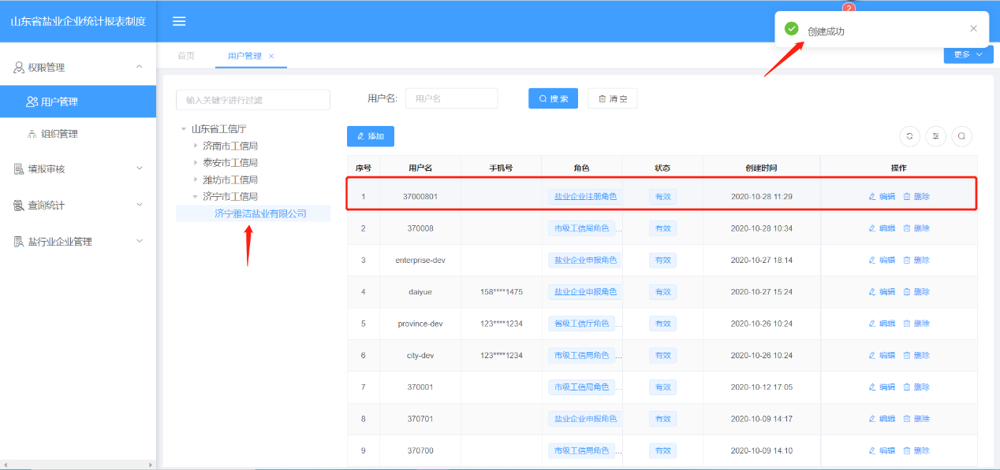 山东省盐业企业统计报表制度
2
创建成功
权限管理
用户管理
组织管理
填报审核
查询统计
盐行业企业管理
首页 用户管理 更多
输入关键字进行过滤
山东省工信厅
济南市工信局
泰安市工信局
潍坊市工信局
济宁市工信局
济宁雅洁盐业有限公司
用户名: 用户名 搜索 清空
添加
序号 用户名 手机号 角色 状态 创建时间 操作
1 37000801 盐业企业注册角色 有效 2020-10-28 11:29 编辑 删除
2 370008 市级工信局角色... 有效 2020-10-28 10:34 编辑 删除
3 enterprise-dev 盐业企业申报角色 有效 2020-10-27 18:14 编辑 删除
4 daiyue 158****1475 盐业企业申报角色 有效 2020-10-27 15:24 编辑 删除
5 province-dev 123****1234 省级工信厅角色... 有效 2020-10-26 10:24 编辑 删除
6 city-dev 123****1234 市级工信局角色... 有效 2020-10-26 10:24 编辑 删除
7 370001 市级工信局角色... 有效 2020-10-12 17:05 编辑 删除
8 370701 盐业企业申报角色 有效 2020-10-09 14:17 编辑 删除
9 370700 市级工信局角色... 有效 2020-10-09 14:10 编辑 删除